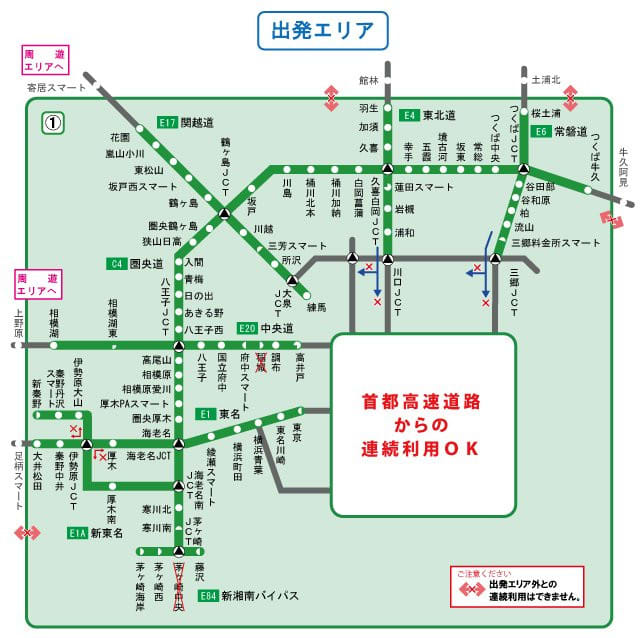 出発エリア
周遊
エリアへ
寄居スマート
①
E17 関越道
花園
嵐山小川
東松山
坂戸西スマート
鶴ヶ島
鶴ヶ島JCT
圏央鶴ヶ島
狭山日高
坂戸
川島
桶川北本
桶川加納
白岡菖蒲
久喜白岡JCT
館林
羽生
加須
久喜
E4 東北道
幸手
五霞
境古河
坂東
常総
つくば中央
つくばJCT
土浦北
桜土浦
E6 常磐道
つくば牛久
牛久阿見
蓮田スマート
岩槻
浦和
川口JCT
谷田部
谷和原
柏
流山
三郷料金所スマート
三郷JCT
川越
三芳スマート
所沢
大泉JCT
練馬
C4 圏央道
入間
青梅
日の出
あきる野
八王子西
八王子JCT
周遊
エリアへ
上野原
相模湖
相模湖東
E20 中央道
八王子
国立府中
府中スマート
稲城
調布
高井戸
高尾山
相模原
相模原愛川
厚木PAスマート
圏央厚木
海老名
海老名JCT
E1 東名
綾瀬スマート
横浜町田
横浜青葉
東名川崎
東京
新秦野
秦野丹沢スマート
伊勢原大山
足柄スマート
大井松田
秦野中井
伊勢原JCT
厚木
厚木南
E1A 新東名
海老名南JCT
寒川北
寒川南
茅ヶ崎JCT
茅ヶ崎海岸
茅ヶ崎西
茅ヶ崎中央
藤沢
E84 新湘南バイパス
首都高速道路
からの
連続利用OK
ご注意ください
出発エリア外との
連続利用はできません。